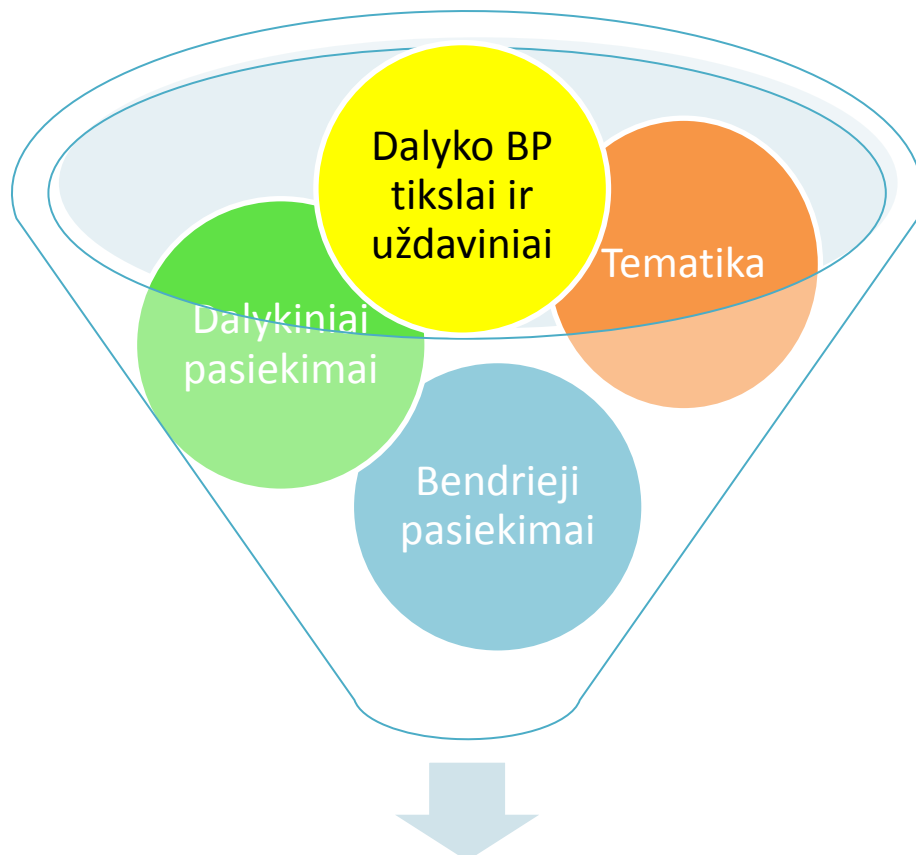 Dalyko BP
tikslai ir
uždaviniai
Tematika
Dalykiniai
pasiekimai
Bendrieji
pasiekimai